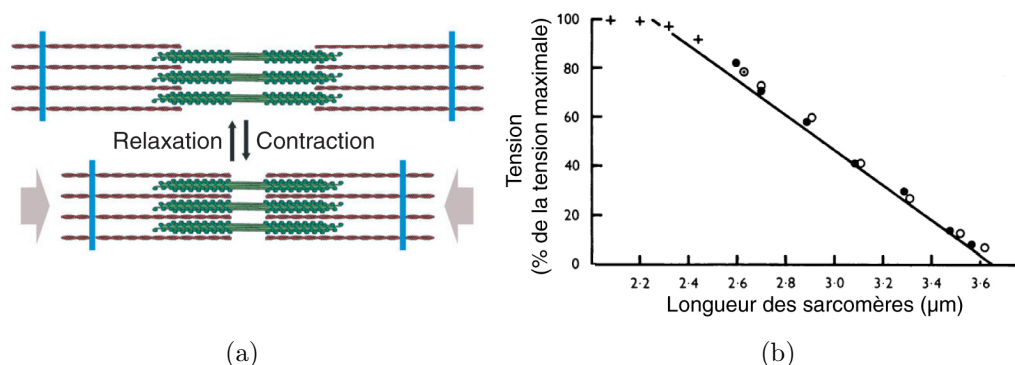 Relaxation
Contraction
(a)
Tension
(% de la tension maximale)
100
80
60
40
20
0
2·2
2·4
2·6
2·8
3·0
3·2
3·4
3·6
Longueur des sarcomères (µm)
(b)